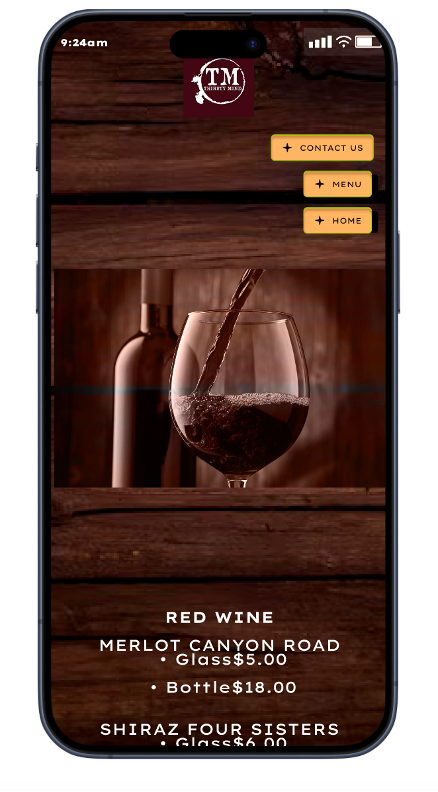 9:24am
TM
THIRSTY MIND
CONTACT US
MENU
HOME
RED WINE
MERLOT CANYON ROAD
• Glass$5.00
• Bottle$18.00
SHIRAZ FOUR SISTERS
• Glass$6.00